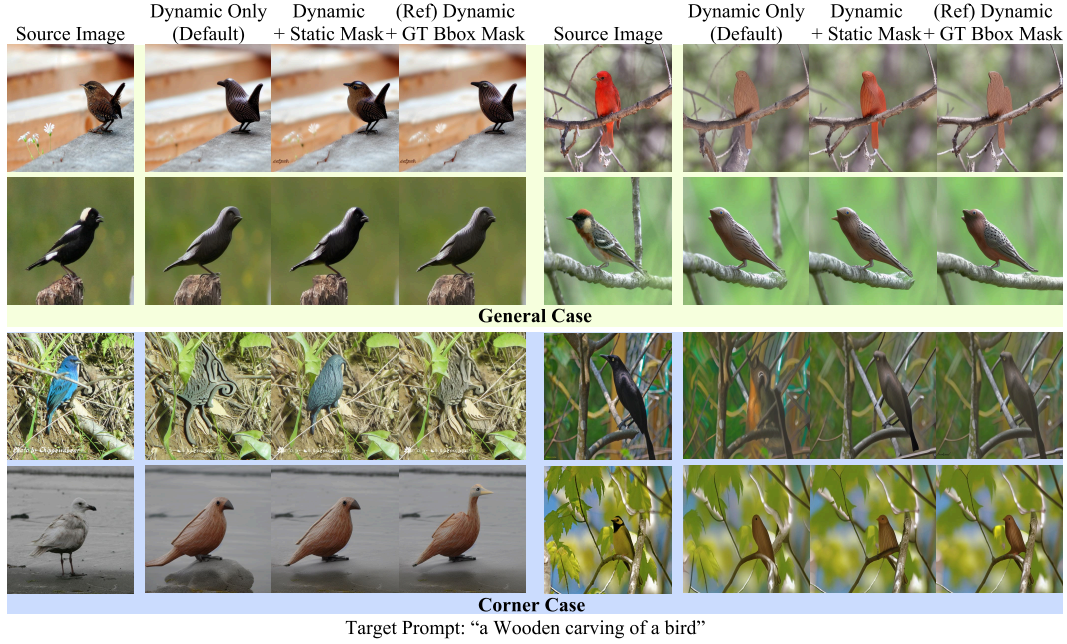 Dynamic Only Dynamic (Ref) Dynamic Dynamic Only Dynamic (Ref) Dynamic
Source Image (Default) + Static Mask + GT Bbox Mask Source Image (Default) + Static Mask + GT Bbox Mask
General Case
Corner Case
Target Prompt: “a Wooden carving of a bird”